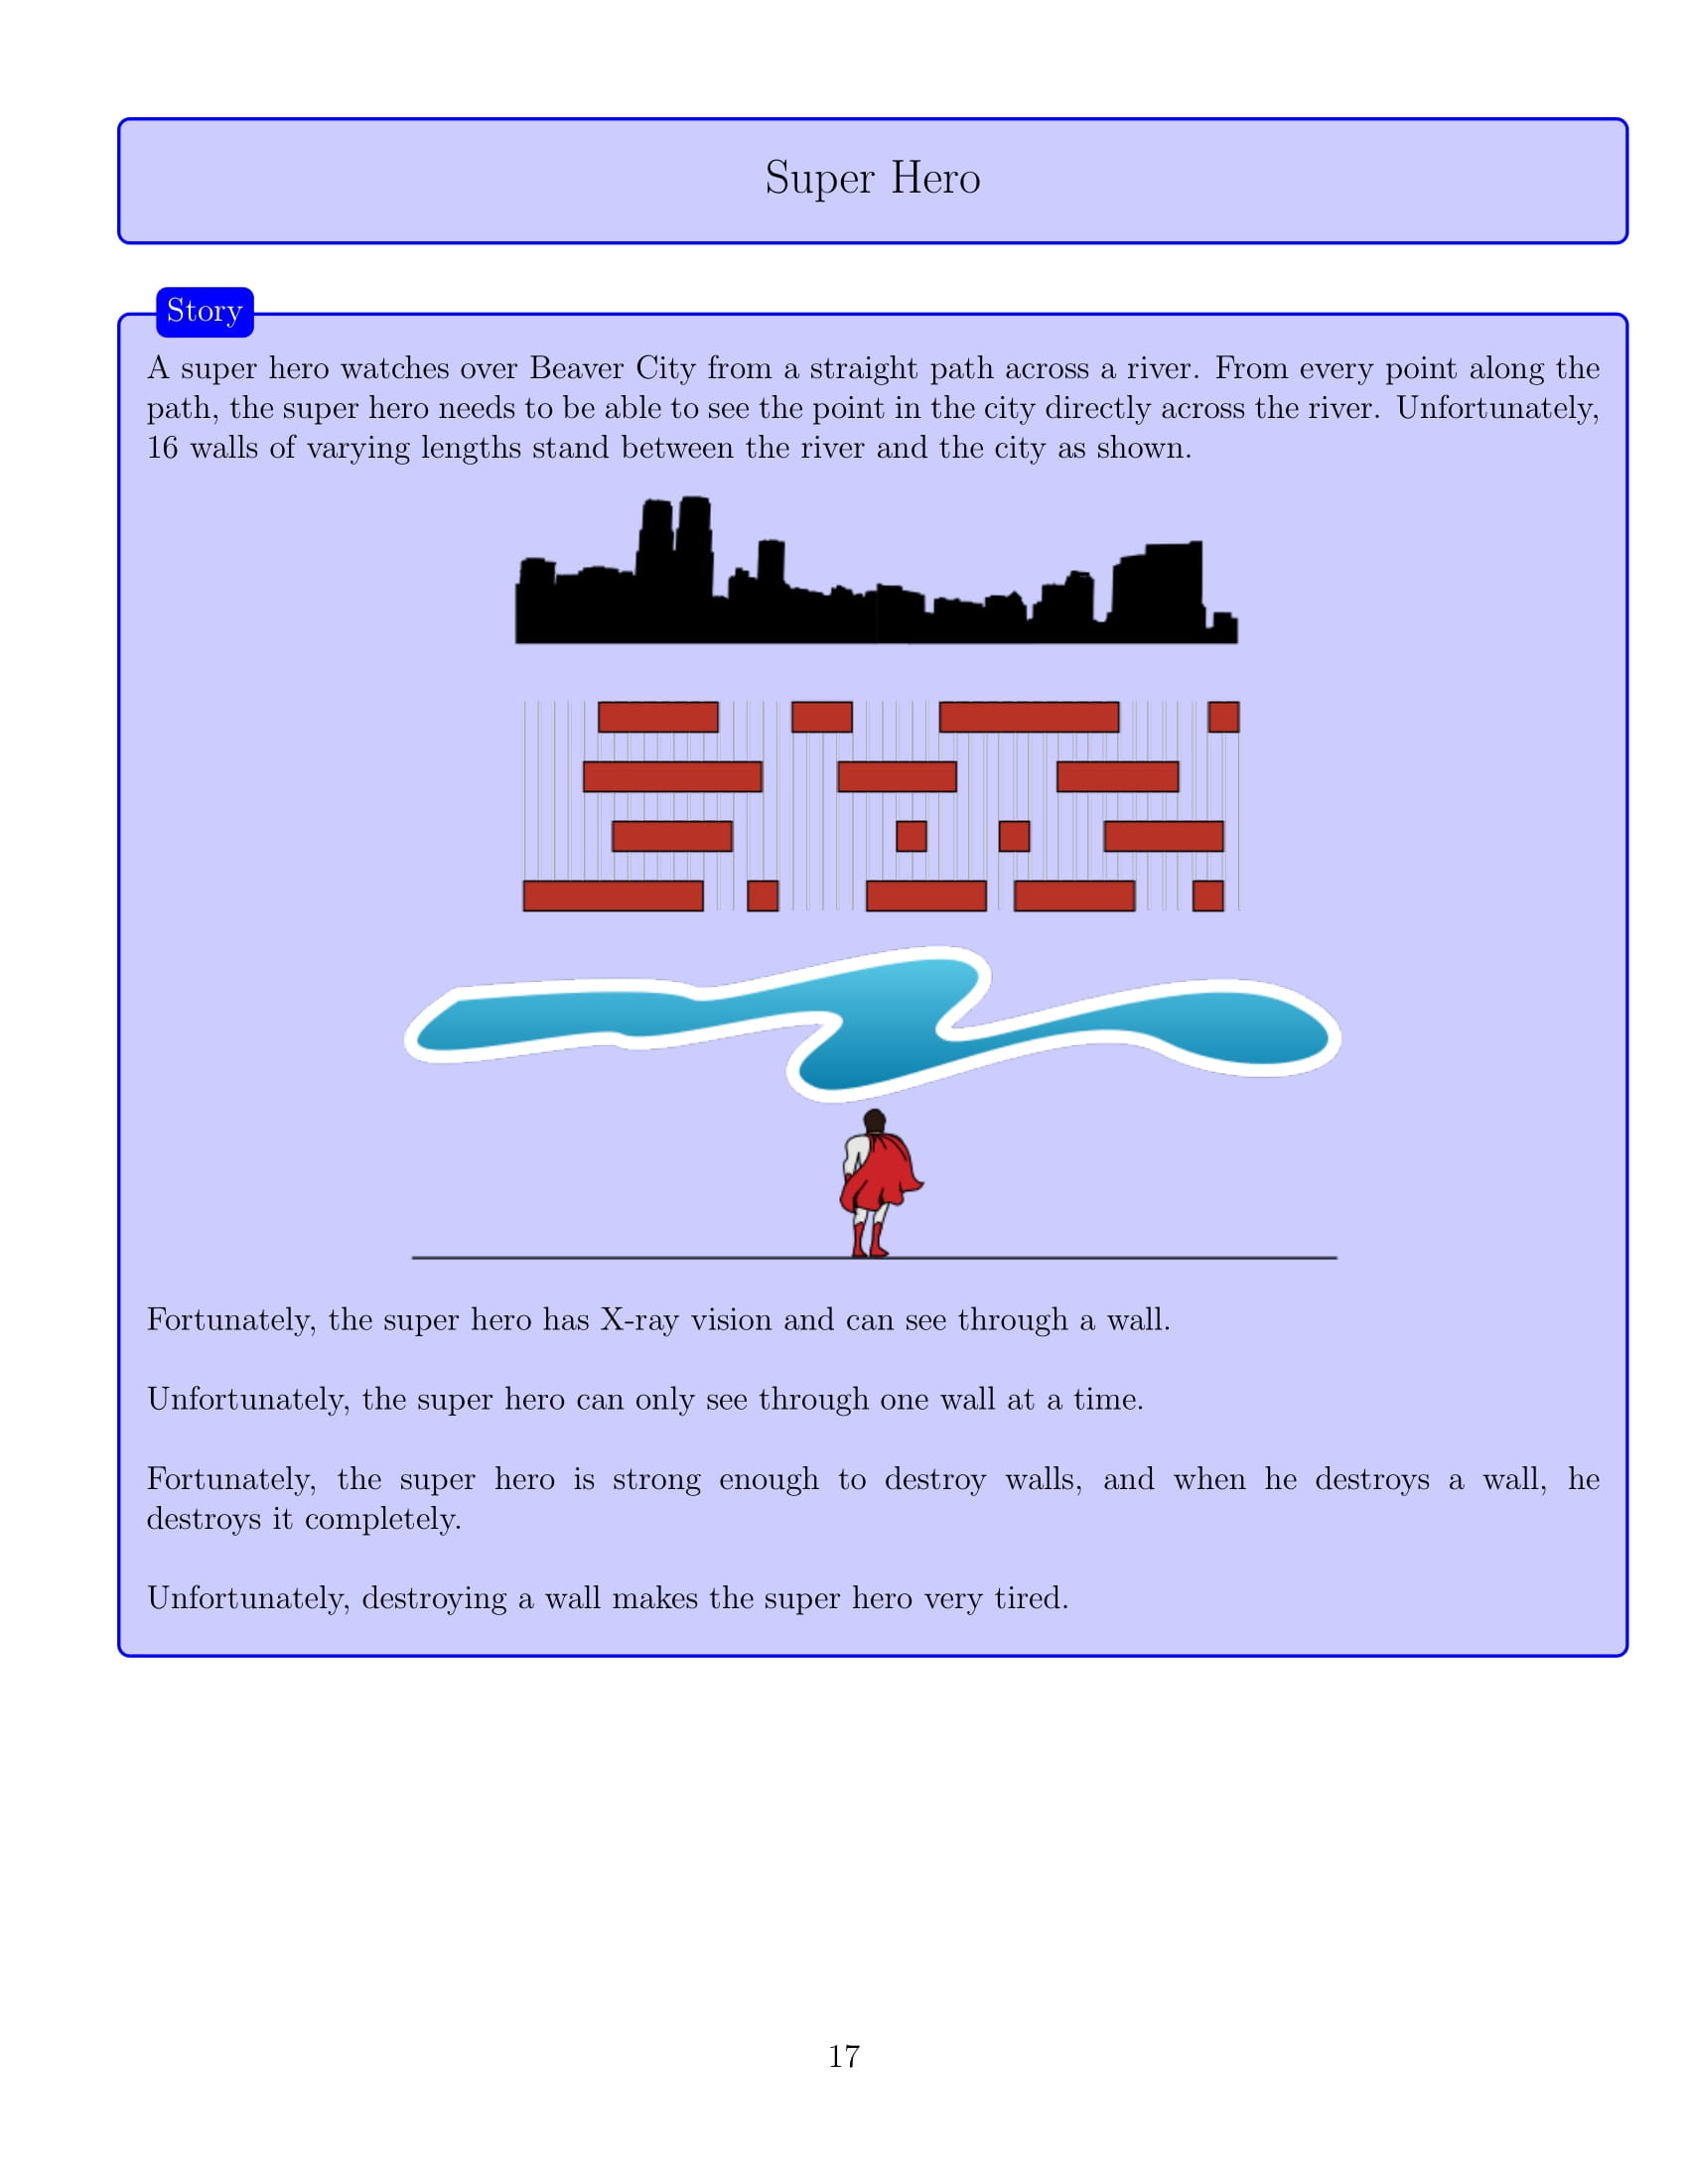 Super Hero
Story
A super hero watches over Beaver City from a straight path across a river. From every point along the
path, the super hero needs to be able to see the point in the city directly across the river. Unfortunately,
16 walls of varying lengths stand between the river and the city as shown.
Fortunately, the super hero has X-ray vision and can see through a wall.
Unfortunately, the super hero can only see through one wall at a time.
Fortunately, the super hero is strong enough to destroy walls, and when he destroys a wall, he
destroys it completely.
Unfortunately, destroying a wall makes the super hero very tired.
17